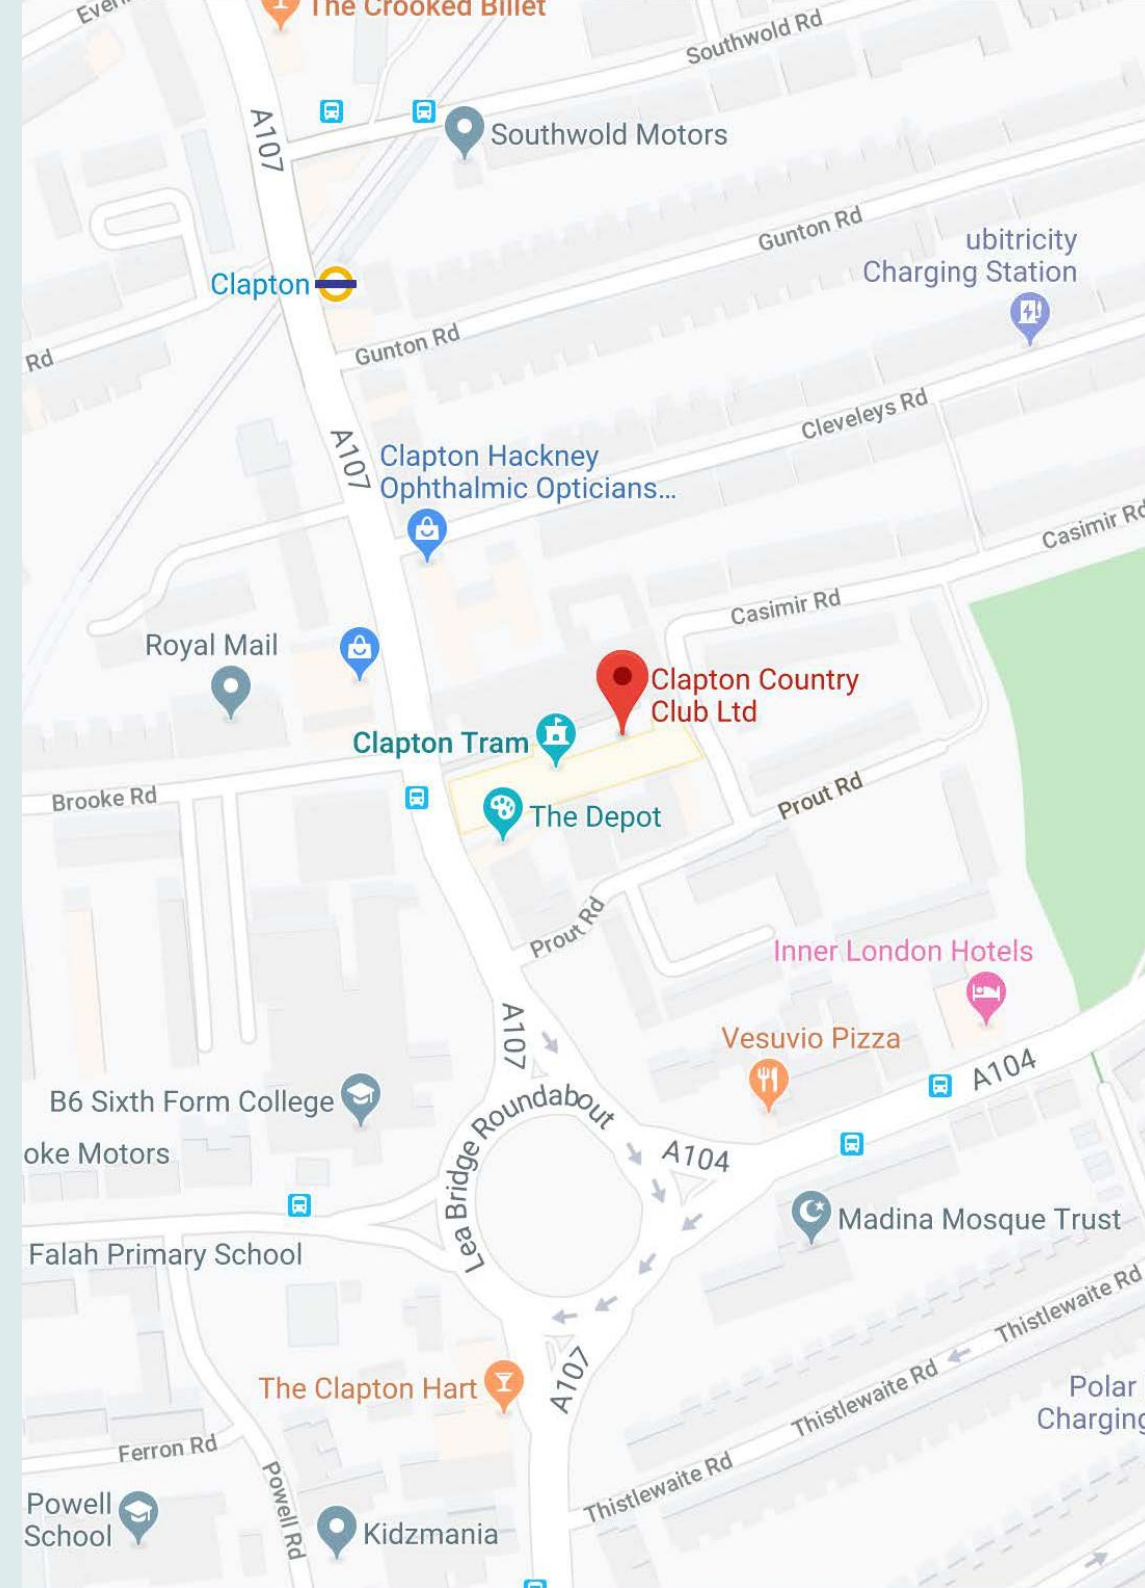 Ever
The Crooked Billet
Southwold Rd
A107
Southwold Motors
Gunton Rd
ubitricity
Charging Station
Clapton
Gunton Rd
Rd
Cleveleys Rd
A107
Clapton Hackney
Ophthalmic Opticians...
Casimir Rd
Casimir Rd
Royal Mail
Clapton Country
Club Ltd
Clapton Tram
Brooke Rd
Prout Rd
The Depot
Prout Rd
Inner London Hotels
A107
Vesuvio Pizza
A104
B6 Sixth Form College
Lea Bridge Roundabout
oke Motors
A104
Madina Mosque Trust
Falah Primary School
Thistlewaite Rd
The Clapton Hart
A107
Thistlewaite Rd
Polar
Charging
Ferron Rd
Thistlewaite Rd
Powell
School
Powell Rd
Kidzmania